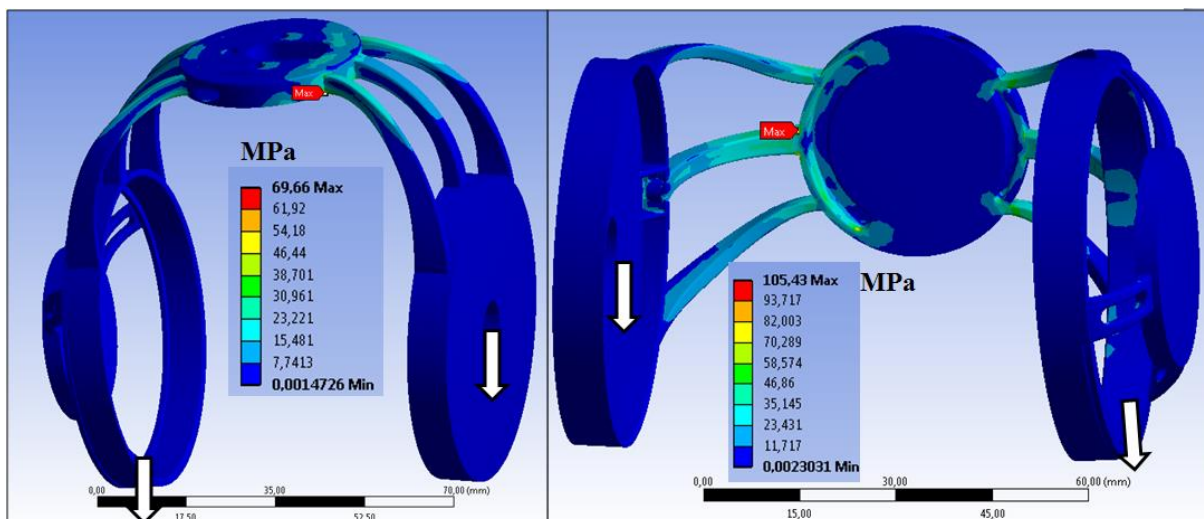 Max
MPa
69,66 Max
61,92
54,18
46,44
38,701
30,961
23,221
15,481
7,7413
0,0014726 Min
0,00
35,00
70,00 (mm)
17,50
52,50
Max
MPa
105,43 Max
93,717
82,003
70,289
58,574
46,86
35,145
23,431
11,717
0,0023031 Min
0,00
30,00
60,00 (mm)
15,00
45,00